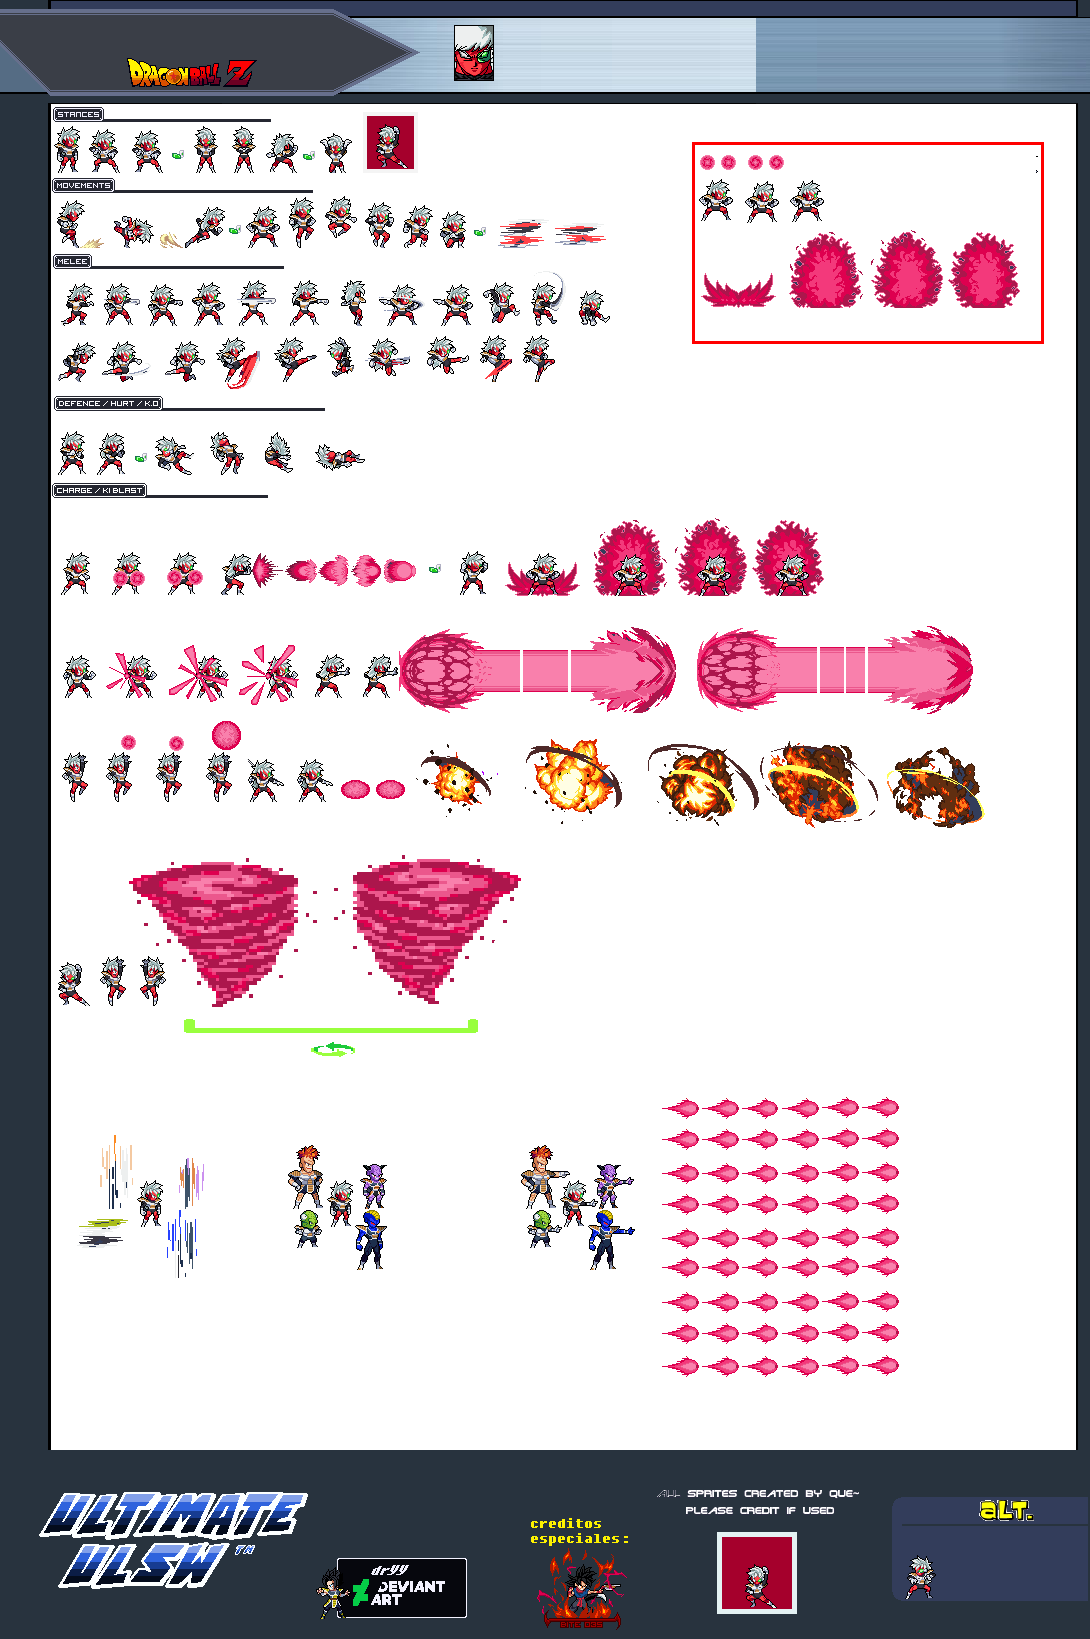 DRAGON BALL Z
STANCES
MOVEMENTS
MELEE
DEFENCE / HURT / K.O
CHARGE / KI BLAST
ALL SPRITES CREATED BY QUE~
PLEASE CREDIT IF USED
ALT.
ULTIMATE
ULSW TM
creditos
especiales:
dryy
DEVIANT
ART